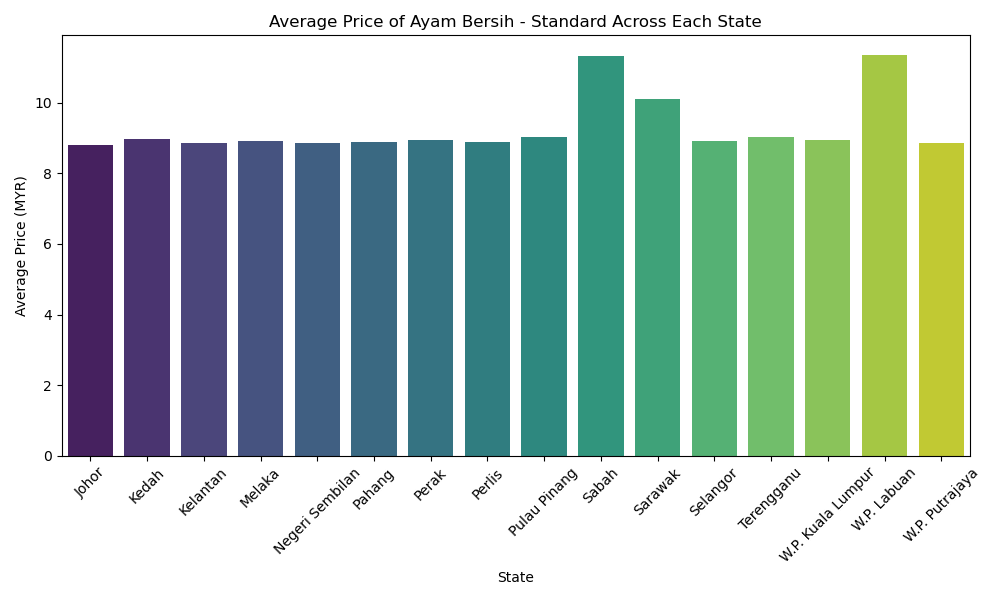 Average Price of Ayam Bersih - Standard Across Each State
Average Price (MYR)
10
8
6
4
2
0
Johor
Kedah
Kelantan
Melaka
Negeri Sembilan
Pahang
Perak
Perlis
Pulau Pinang
Sabah
Sarawak
Selangor
Terengganu
W.P. Kuala Lumpur
W.P. Labuan
W.P. Putrajaya
State